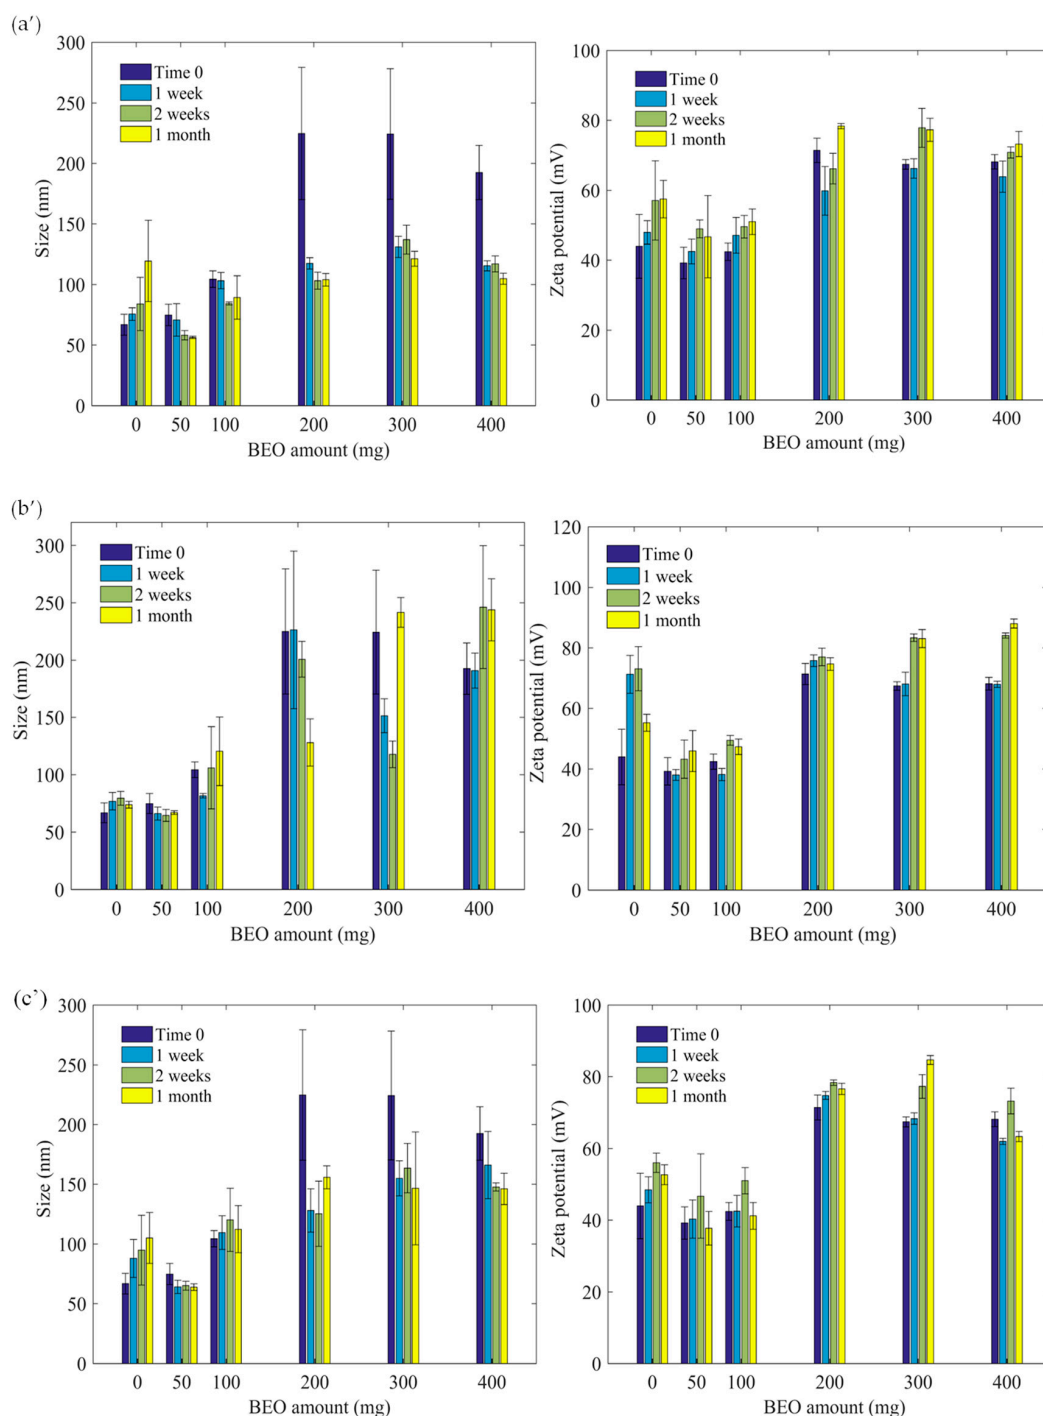 (a')
300
250
200
150
100
50
0
Size (nm)
Time 0
1 week
2 weeks
1 month
0 50 100 200 300 400
BEO amount (mg)
100
80
60
40
20
0
Zeta potential (mV)
Time 0
1 week
2 weeks
1 month
0 50 100 200 300 400
BEO amount (mg)
(b')
300
250
200
150
100
50
0
Size (nm)
Time 0
1 week
2 weeks
1 month
0 50 100 200 300 400
BEO amount (mg)
120
100
80
60
40
20
0
Zeta potential (mV)
Time 0
1 week
2 weeks
1 month
0 50 100 200 300 400
BEO amount (mg)
(c')
300
250
200
150
100
50
0
Size (nm)
Time 0
1 week
2 weeks
1 month
0 50 100 200 300 400
BEO amount (mg)
100
80
60
40
20
0
Zeta potential (mV)
Time 0
1 week
2 weeks
1 month
0 50 100 200 300 400
BEO amount (mg)